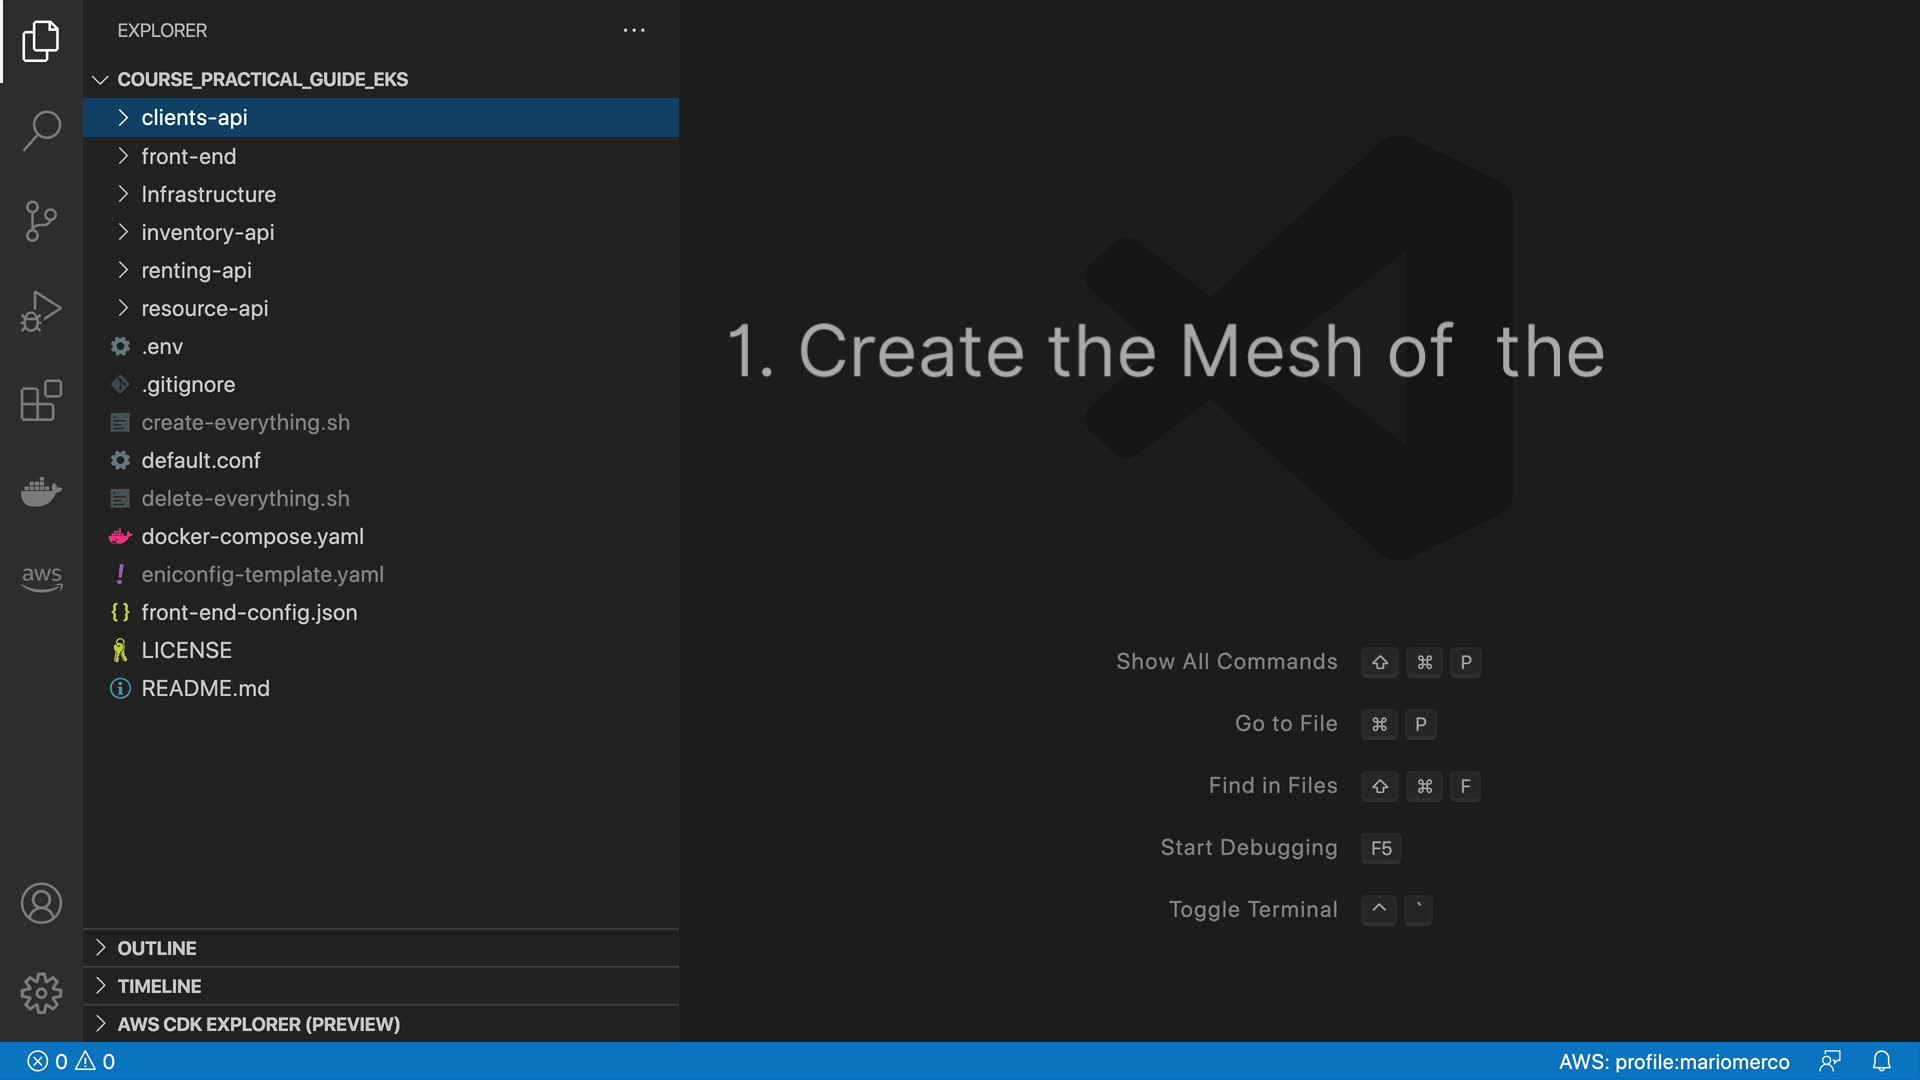 EXPLORER
COURSE_PRACTICAL_GUIDE_EKS
clients-api
front-end
Infrastructure
inventory-api
renting-api
resource-api
.env
.gitignore
create-everything.sh
default.conf
delete-everything.sh
docker-compose.yaml
eniconfig-template.yaml
front-end-config.json
LICENSE
README.md
OUTLINE
TIMELINE
AWS CDK EXPLORER (PREVIEW)
aws
1. Create the Mesh of the
Show All Commands ⇧ ⌘ P
Go to File ⌘ P
Find in Files ⇧ ⌘ F
Start Debugging F5
Toggle Terminal ^ `
0 0
AWS: profile:mariomerco